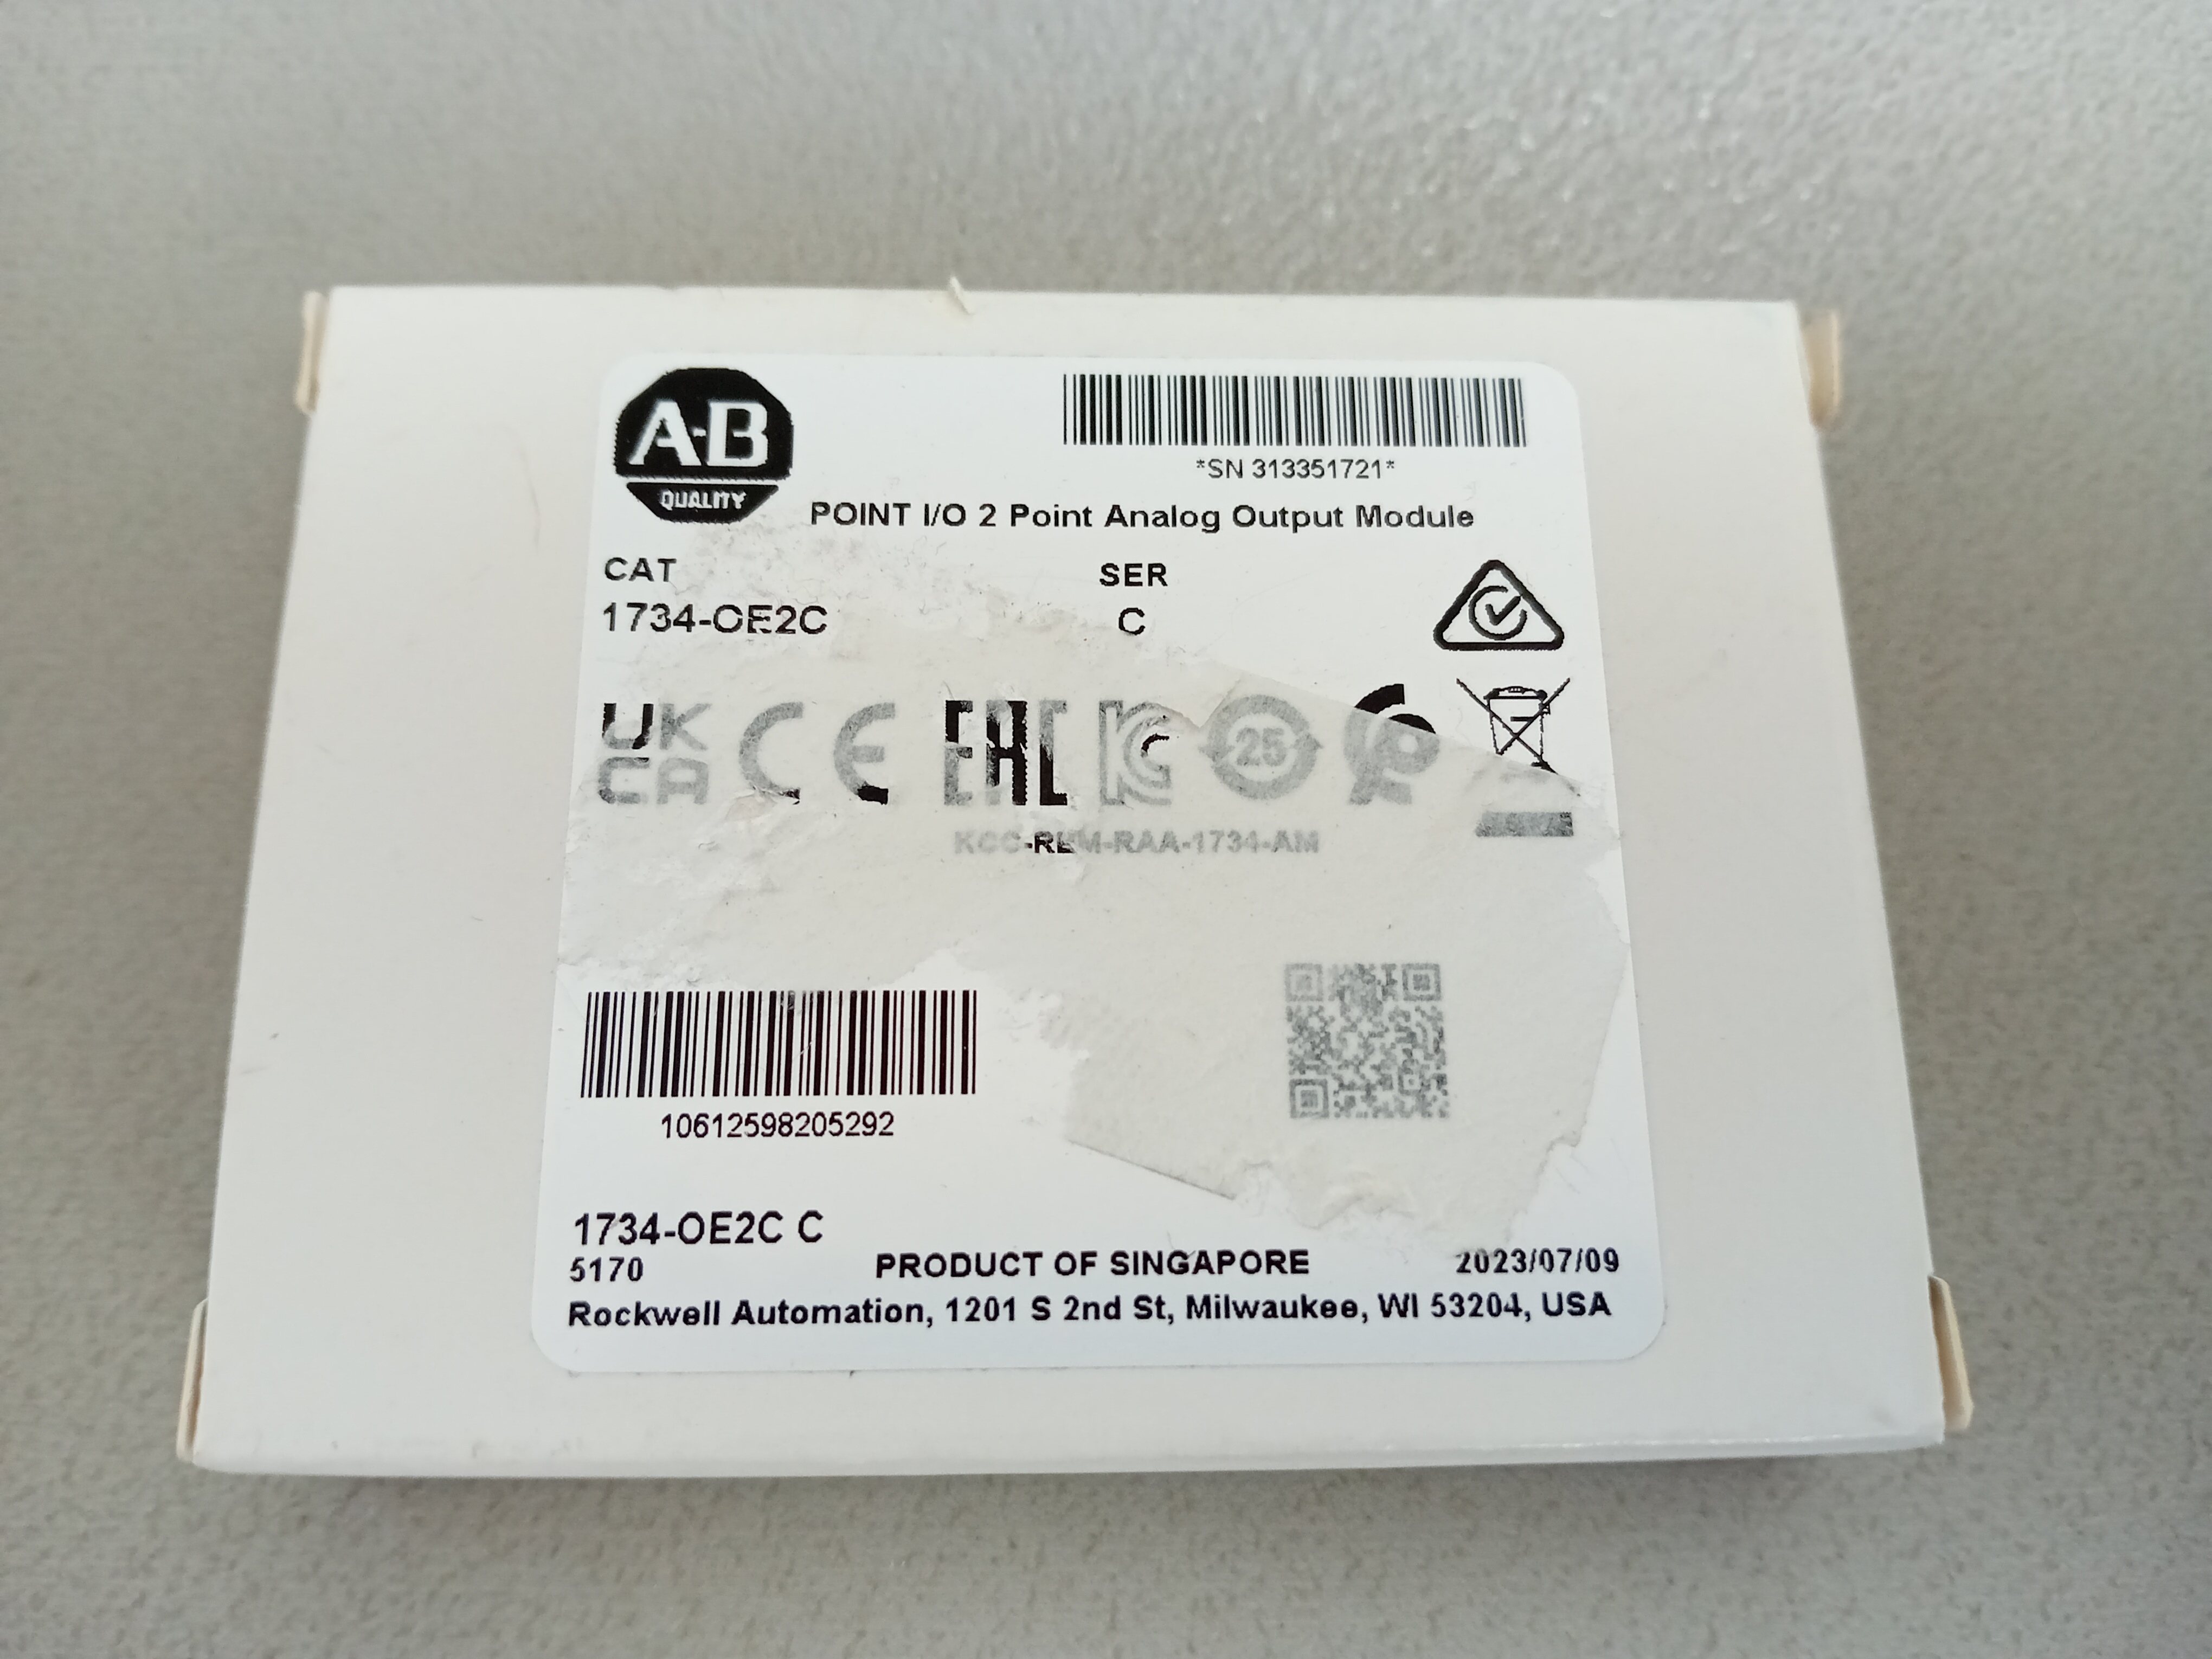 A-B
QUALITY
*SN 313351721*
POINT I/O 2 Point Analog Output Module
CAT
SER
1734-OE2C
C
UK
CA
CE
EAC
KC
25
KCC-REM-RAA-1734-AM
10612598205292
1734-OE2C C
5170
PRODUCT OF SINGAPORE
2023/07/09
Rockwell Automation, 1201 S 2nd St, Milwaukee, WI 53204, USA